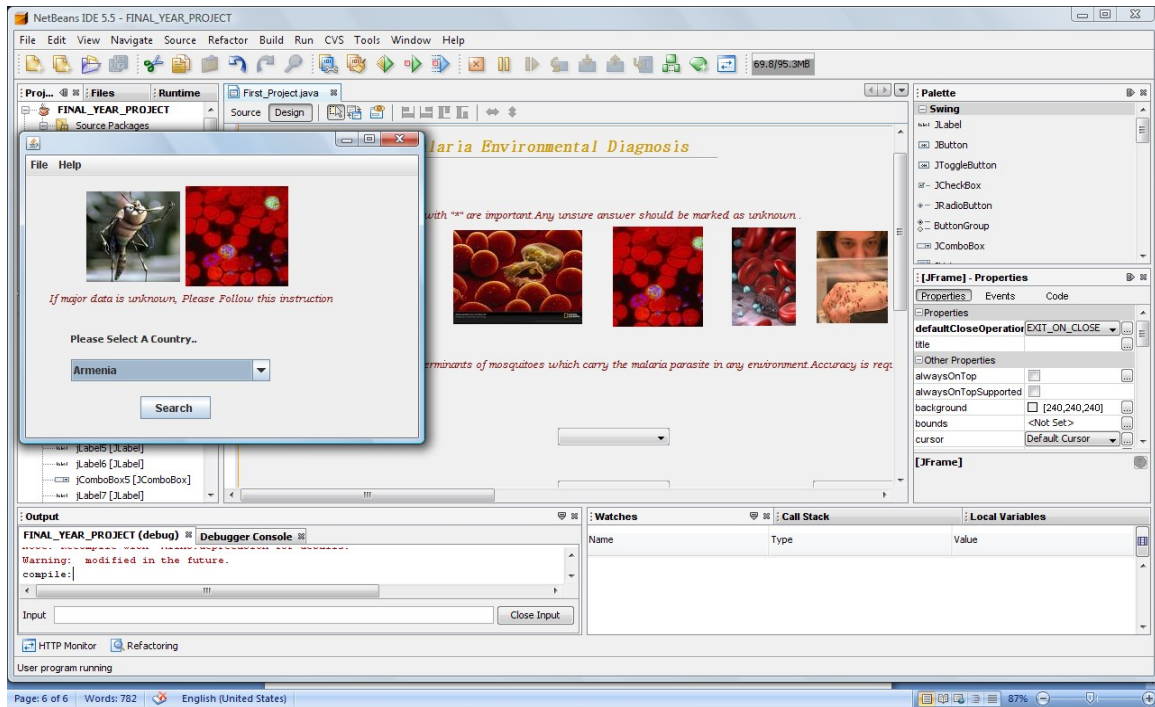 NetBeans IDE 5.5 - FINAL_YEAR_PROJECT
File Edit View Navigate Source Refactor Build Run CVS Tools Window Help
69.8/95.3MB
Proj... Files Runtime
FINAL_YEAR_PROJECT
Source Packages
First_Project.java
Source Design
laria Environmental Diagnosis
with "*" are important.Any unsure answer should be marked as unknown .
erminants of mosquitoes which carry the malaria parasite in any environment.Accuracy is requ
File Help
If major data is unknown, Please Follow this instruction
Please Select A Country..
Armenia
Search
jLabel5 [JLabel]
jLabel6 [JLabel]
jComboBox5 [JComboBox]
jLabel7 [JLabel]
Palette
Swing
JLabel
JButton
JToggleButton
JCheckBox
JRadioButton
ButtonGroup
JComboBox
[JFrame] - Properties
Properties Events Code
Properties
defaultCloseOperation EXIT_ON_CLOSE ...
title ...
Other Properties
alwaysOnTop ...
alwaysOnTopSupported
background [240,240,240] ...
bounds <Not Set> ...
cursor Default Cursor ...
[JFrame]
Output
FINAL_YEAR_PROJECT (debug) Debugger Console
Warning: modified in the future.
compile:
Input Close Input
Watches Call Stack Local Variables
Name Type Value
HTTP Monitor Refactoring
User program running
Page: 6 of 6 Words: 782 English (United States) 87%